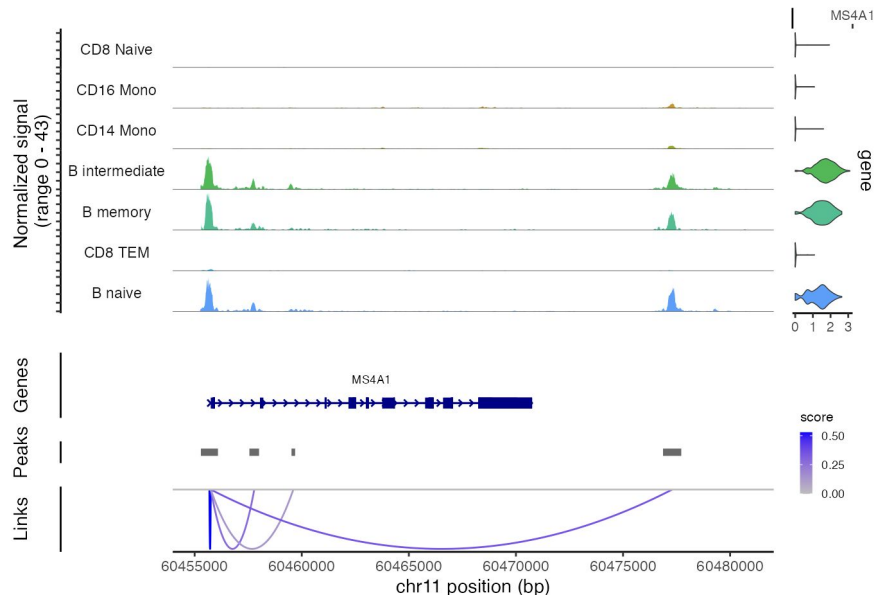 MS4A1
Normalized signal
(range 0 - 43)
CD8 Naive
CD16 Mono
CD14 Mono
B intermediate
B memory
CD8 TEM
B naive
gene
0 1 2 3
Genes
MS4A1
Peaks
Links
score
0.50
0.25
0.00
60455000 60460000 60465000 60470000 60475000 60480000
chr11 position (bp)